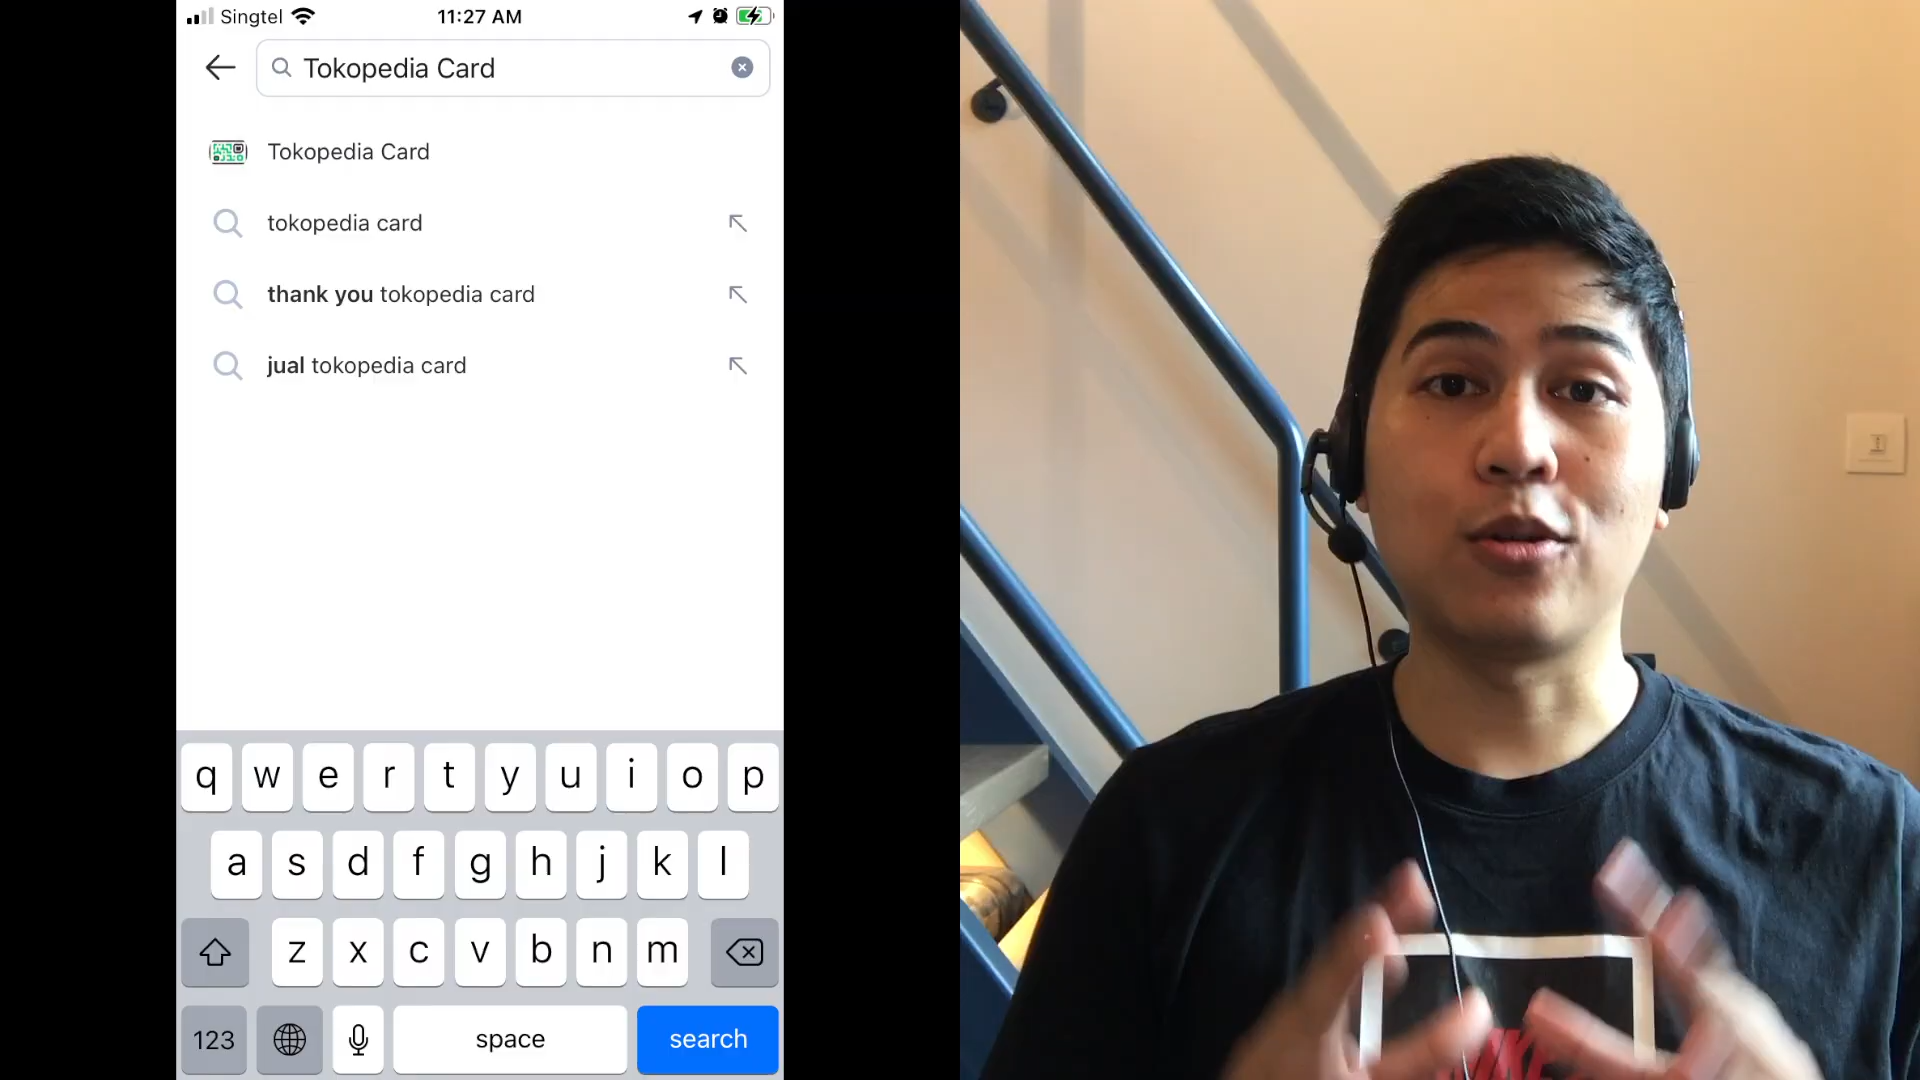 Singtel 11:27 AM
Tokopedia Card
Tokopedia Card
tokopedia card
thank you tokopedia card
jual tokopedia card
q w e r t y u i o p
a s d f g h j k l
z x c v b n m
123 space search